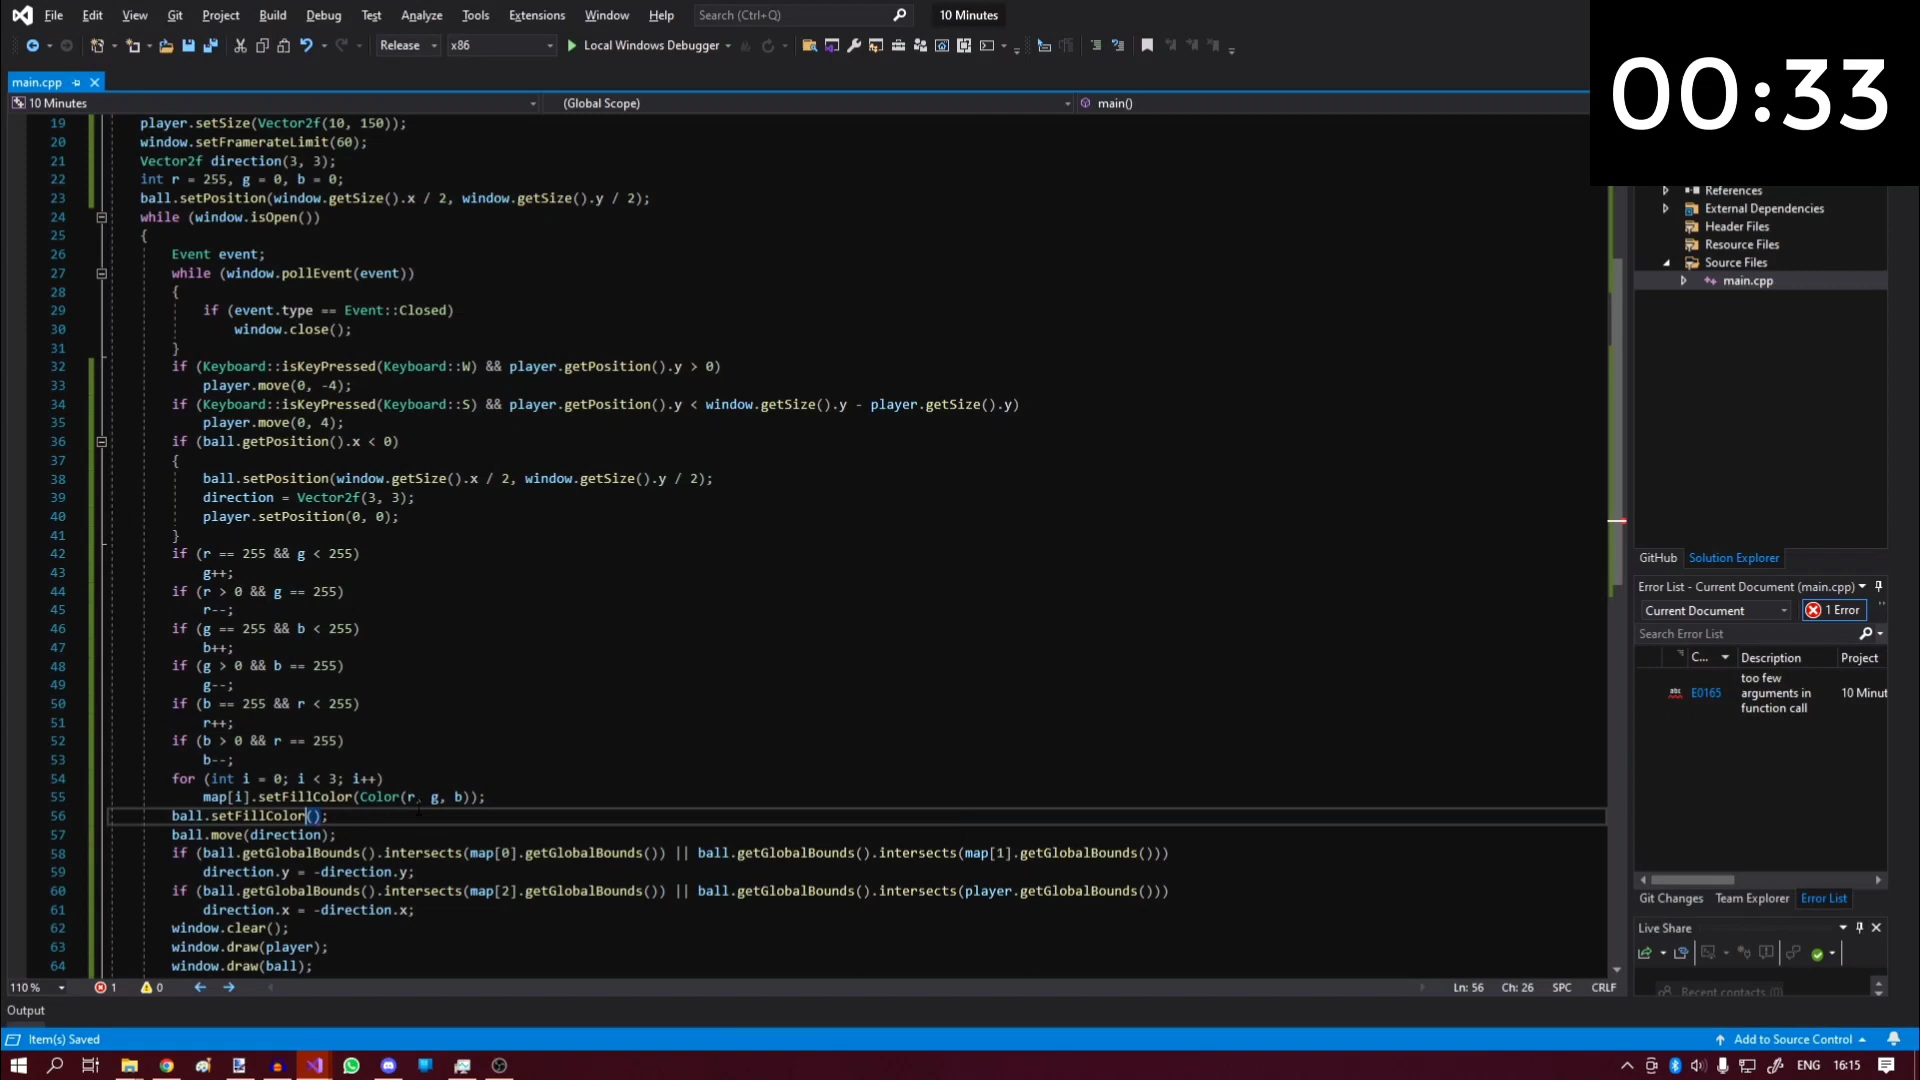 File Edit View Git Project Build Debug Test Analyze Tools Extensions Window Help Search (Ctrl+Q) 10 Minutes
Release x86 Local Windows Debugger
00:33
main.cpp
10 Minutes (Global Scope) main()
19 player.setSize(Vector2f(10, 150));
20 window.setFramerateLimit(60);
21 Vector2f direction(3, 3);
22 int r = 255, g = 0, b = 0;
23 ball.setPosition(window.getSize().x / 2, window.getSize().y / 2);
24 while (window.isOpen())
25 {
26 Event event;
27 while (window.pollEvent(event))
28 {
29 if (event.type == Event::Closed)
30 window.close();
31 }
32 if (Keyboard::isKeyPressed(Keyboard::W) && player.getPosition().y > 0)
33 player.move(0, -4);
34 if (Keyboard::isKeyPressed(Keyboard::S) && player.getPosition().y < window.getSize().y - player.getSize().y)
35 player.move(0, 4);
36 if (ball.getPosition().x < 0)
37 {
38 ball.setPosition(window.getSize().x / 2, window.getSize().y / 2);
39 direction = Vector2f(3, 3);
40 player.setPosition(0, 0);
41 }
42 if (r == 255 && g < 255)
43 g++;
44 if (r > 0 && g == 255)
45 r--;
46 if (g == 255 && b < 255)
47 b++;
48 if (g > 0 && b == 255)
49 g--;
50 if (b == 255 && r < 255)
51 r++;
52 if (b > 0 && r == 255)
53 b--;
54 for (int i = 0; i < 3; i++)
55 map[i].setFillColor(Color(r, g, b));
56 ball.setFillColor();
57 ball.move(direction);
58 if (ball.getGlobalBounds().intersects(map[0].getGlobalBounds()) || ball.getGlobalBounds().intersects(map[1].getGlobalBounds()))
59 direction.y = -direction.y;
60 if (ball.getGlobalBounds().intersects(map[2].getGlobalBounds()) || ball.getGlobalBounds().intersects(player.getGlobalBounds()))
61 direction.x = -direction.x;
62 window.clear();
63 window.draw(player);
64 window.draw(ball);
110 % 1 0 Ln: 56 Ch: 26 SPC CRLF
Output
References
External Dependencies
Header Files
Resource Files
Source Files
main.cpp
GitHub Solution Explorer
Error List - Current Document (main.cpp)
Current Document 1 Error
Search Error List
C... Description Project
abc E0165 too few
arguments in
function call
10 Minut
Git Changes Team Explorer Error List
Live Share
Recent contacts (0)
Item(s) Saved Add to Source Control
ENG 16:15